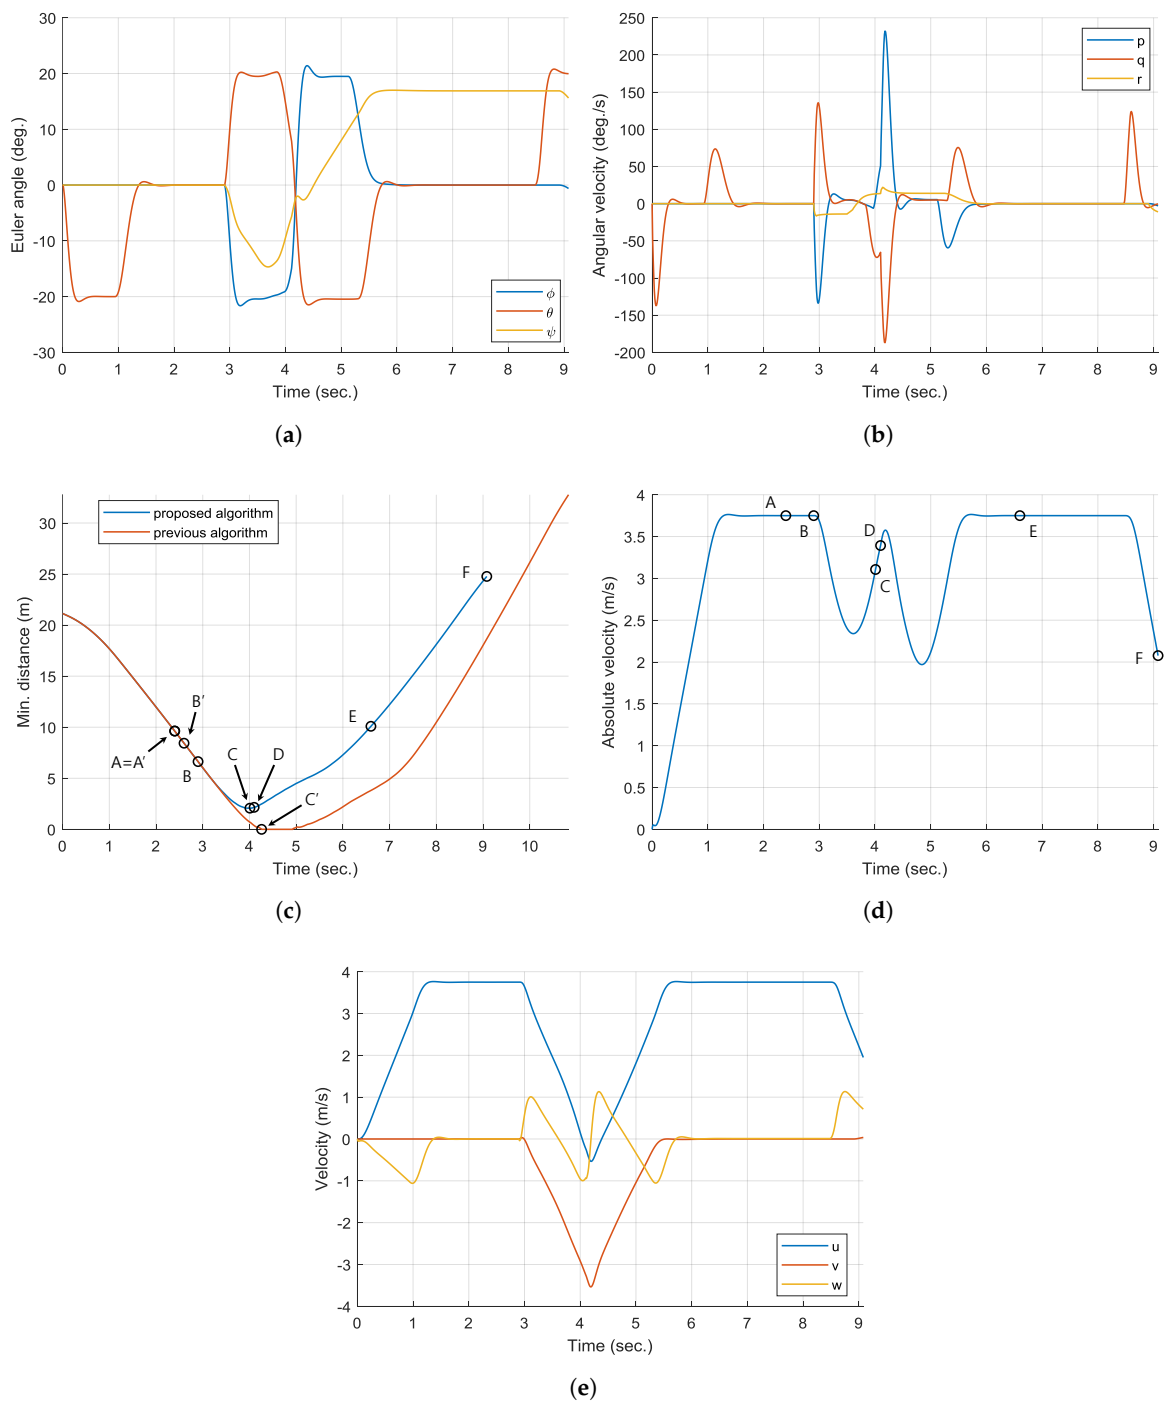 30
20
10
0
-10
-20
-30
Euler angle (deg.)
0 1 2 3 4 5 6 7 8 9
Time (sec.)
ϕ
θ
ψ
(a)
250
200
150
100
50
0
-50
-100
-150
-200
Angular velocity (deg./s)
0 1 2 3 4 5 6 7 8 9
Time (sec.)
p
q
r
(b)
30
25
20
15
10
5
0
Min. distance (m)
0 1 2 3 4 5 6 7 8 9 10
Time (sec.)
proposed algorithm
previous algorithm
A=A′
B′
B
C
D
C′
E
F
(c)
4
3.5
3
2.5
2
1.5
1
0.5
0
Absolute velocity (m/s)
0 1 2 3 4 5 6 7 8 9
Time (sec.)
A
B
D
C
E
F
(d)
4
3
2
1
0
-1
-2
-3
-4
Velocity (m/s)
0 1 2 3 4 5 6 7 8 9
Time (sec.)
u
v
w
(e)